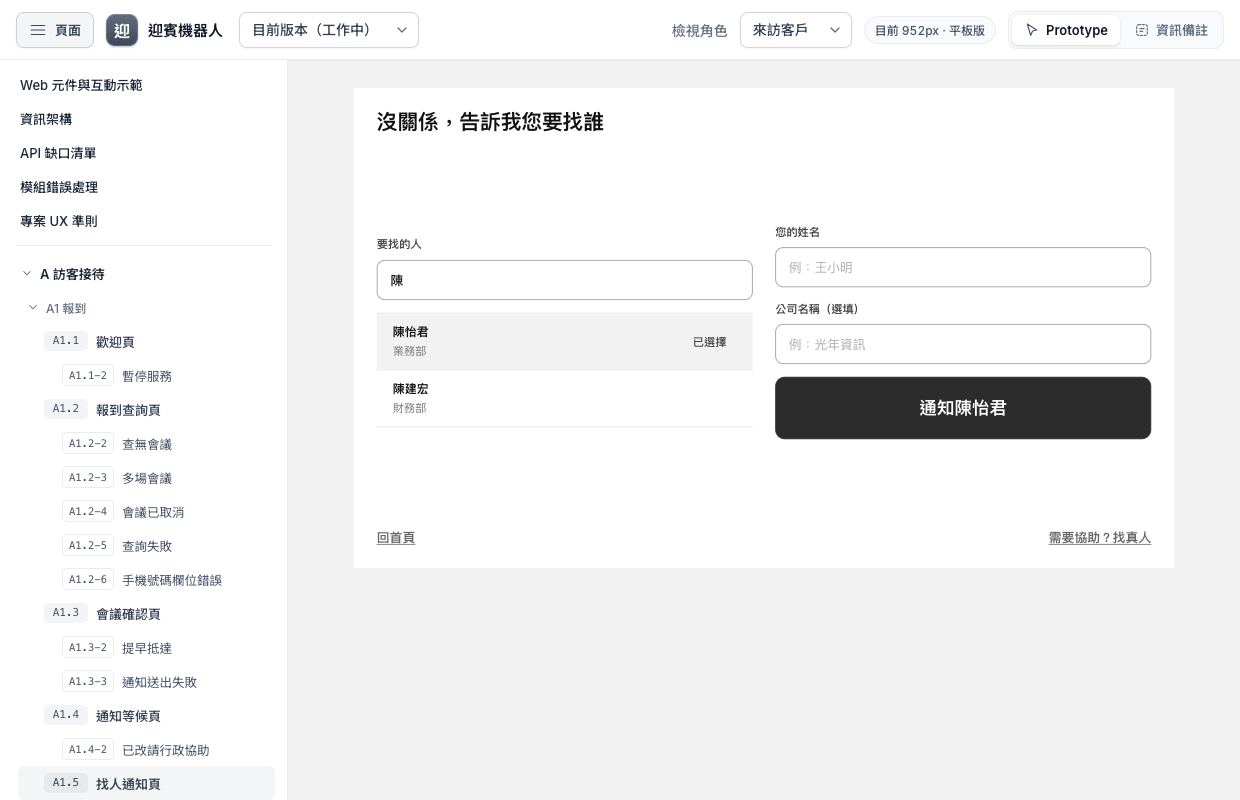 頁面
迎
迎賓機器人
目前版本（工作中）
檢視角色
來訪客戶
目前 952px · 平板版
Prototype
資訊備註
Web 元件與互動示範
資訊架構
API 缺口清單
模組錯誤處理
專案 UX 準則
A 訪客接待
A1 報到
A1.1 歡迎頁
A1.1-2 暫停服務
A1.2 報到查詢頁
A1.2-2 查無會議
A1.2-3 多場會議
A1.2-4 會議已取消
A1.2-5 查詢失敗
A1.2-6 手機號碼欄位錯誤
A1.3 會議確認頁
A1.3-2 提早抵達
A1.3-3 通知送出失敗
A1.4 通知等候頁
A1.4-2 已改請行政協助
A1.5 找人通知頁
沒關係，告訴我您要找誰
要找的人
陳
陳怡君
業務部
已選擇
陳建宏
財務部
您的姓名
例：王小明
公司名稱（選填）
例：光年資訊
通知陳怡君
回首頁
需要協助？找真人